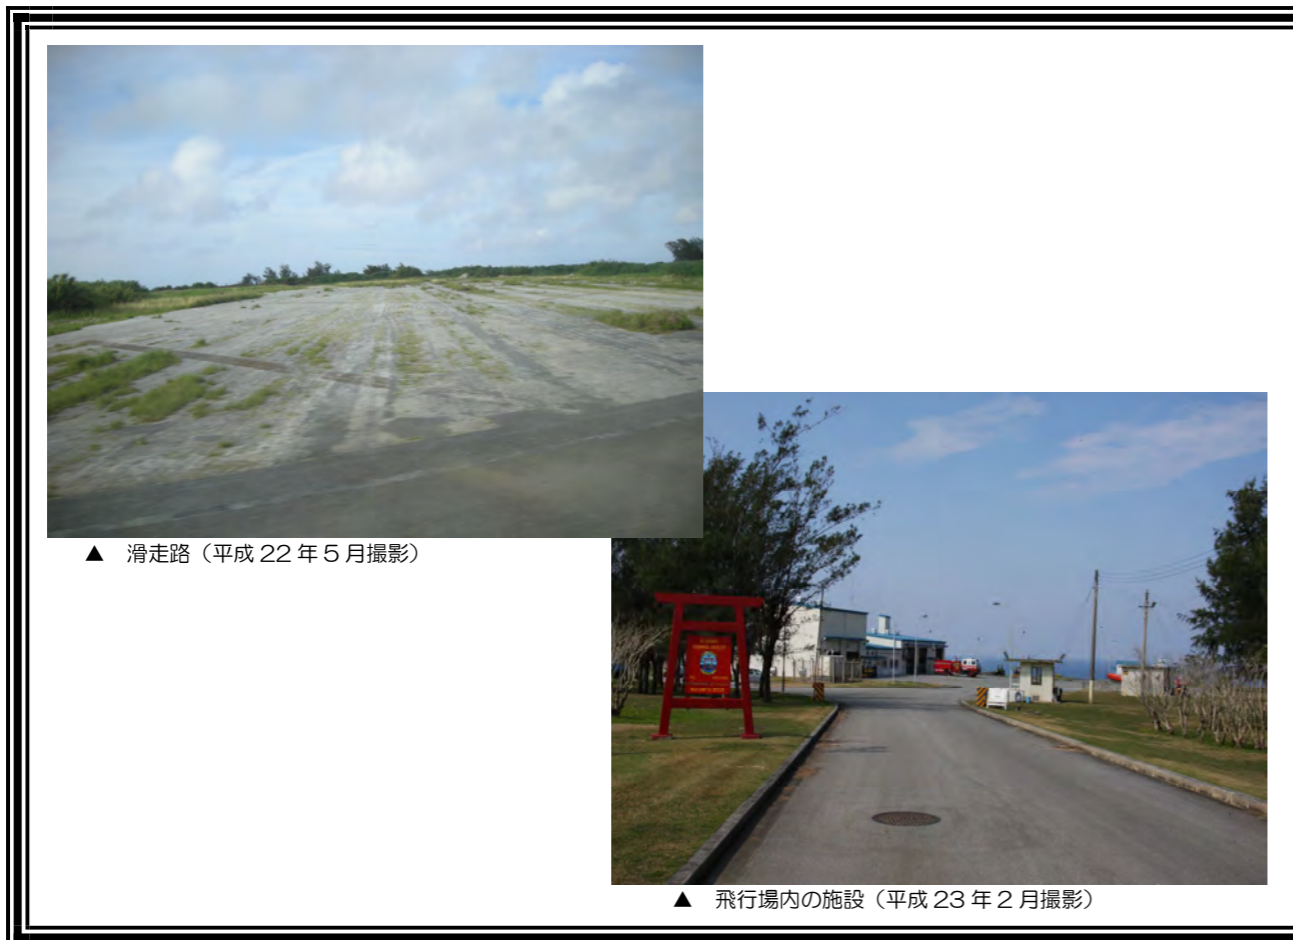 ▲ 滑走路（平成 22 年 5 月撮影）
▲ 飛行場内の施設（平成 23 年 2 月撮影）